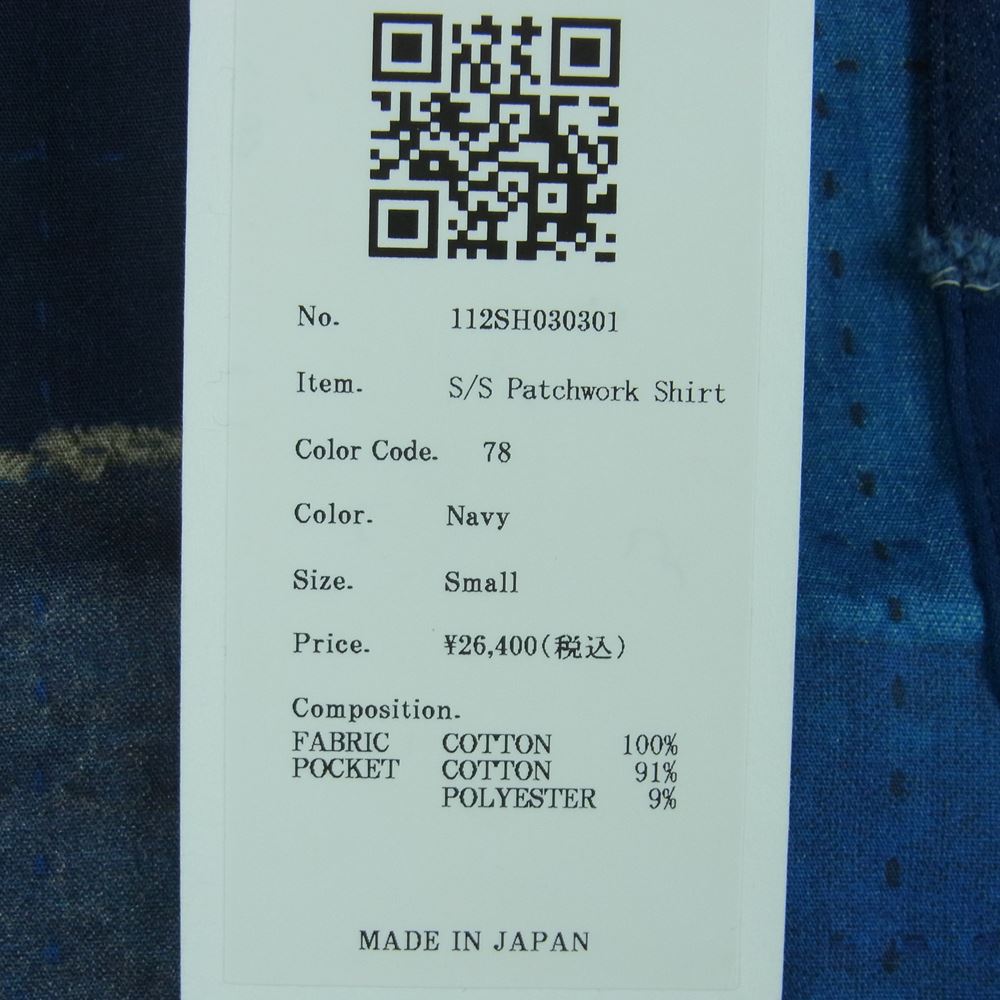 No. 112SH030301
Item. S/S Patchwork Shirt
Color Code. 78
Color. Navy
Size. Small
Price. ¥26,400(税込)
Composition.
FABRIC COTTON 100%
POCKET COTTON 91%
POLYESTER 9%
MADE IN JAPAN